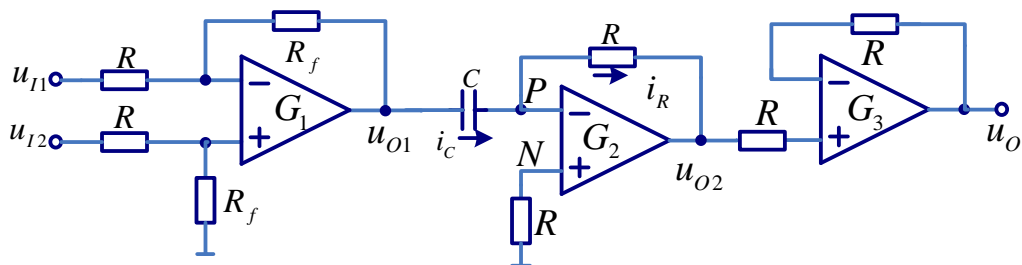 R_f
R
R
u_I1
R
u_I2
R_f
−
+
G_1
u_O1
C
i_C
P
N
R
R
i_R
−
+
G_2
u_O2
R
R
−
+
G_3
u_O